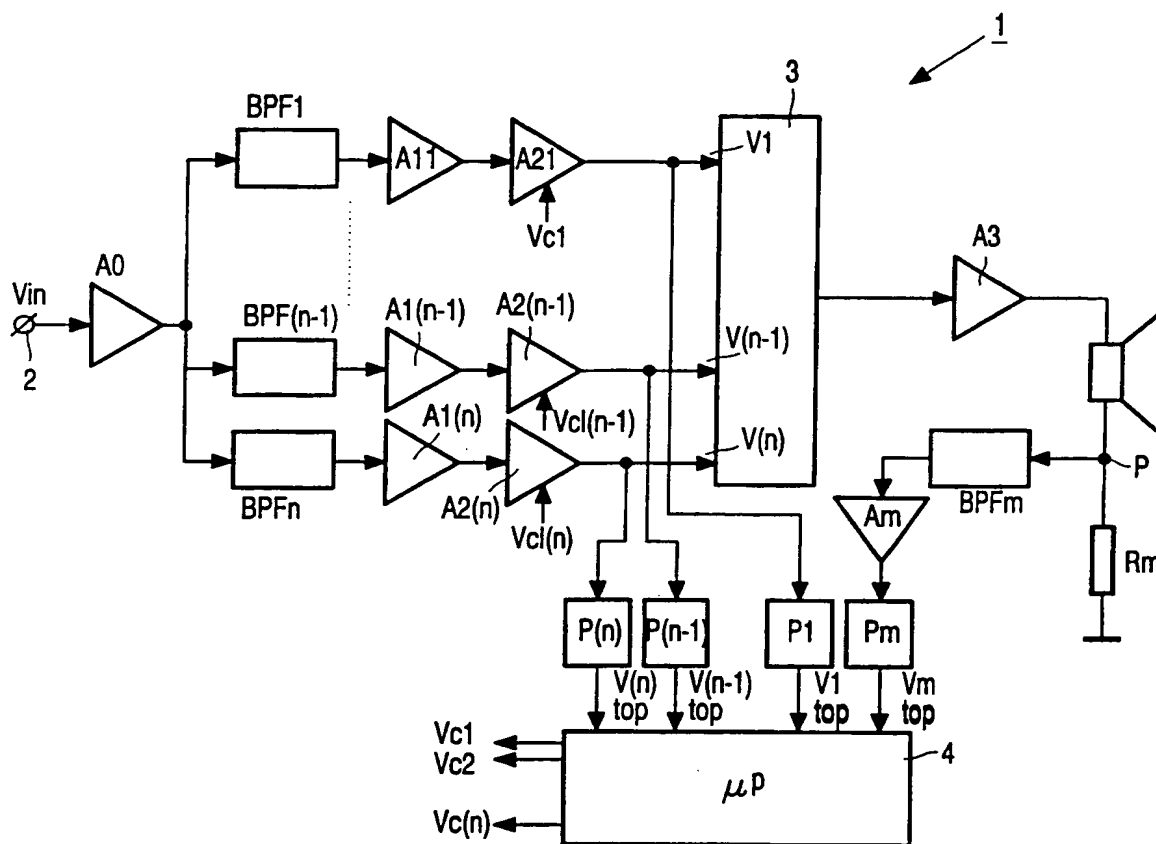 1
3
BPF1
A11
A21
V1
Vc1
A0
Vin
2
BPF(n-1)
A1(n-1)
A2(n-1)
V(n-1)
A3
Vcl(n-1)
A1(n)
V(n)
BPFn
A2(n)
Vcl(n)
Am
BPFm
P
Rm
P(n)
P(n-1)
P1
Pm
V(n)
top
V(n-1)
top
V1
top
Vm
top
Vc1
Vc2
Vc(n)
μp
4